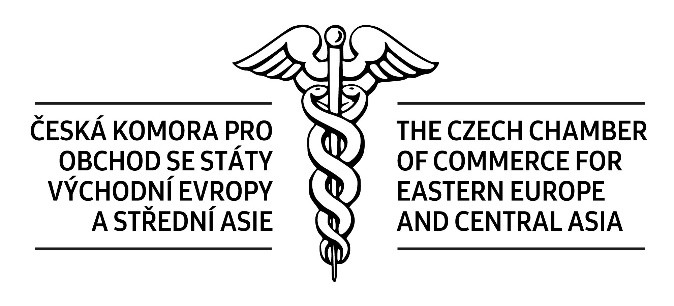 ČESKÁ KOMORA PRO
OBCHOD SE STÁTY
VÝCHODNÍ EVROPY
A STŘEDNÍ ASIE
THE CZECH CHAMBER
OF COMMERCE FOR
EASTERN EUROPE
AND CENTRAL ASIA